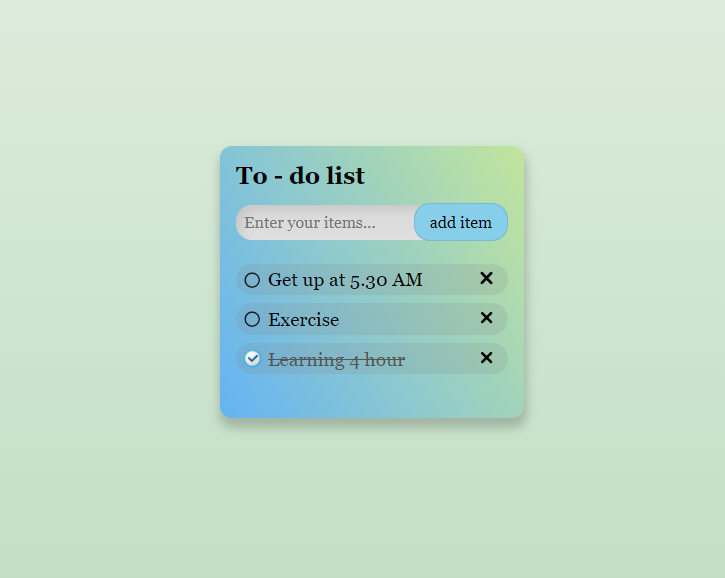 To - do list
Enter your items...
add item
Get up at 5.30 AM
Exercise
Learning 4 hour